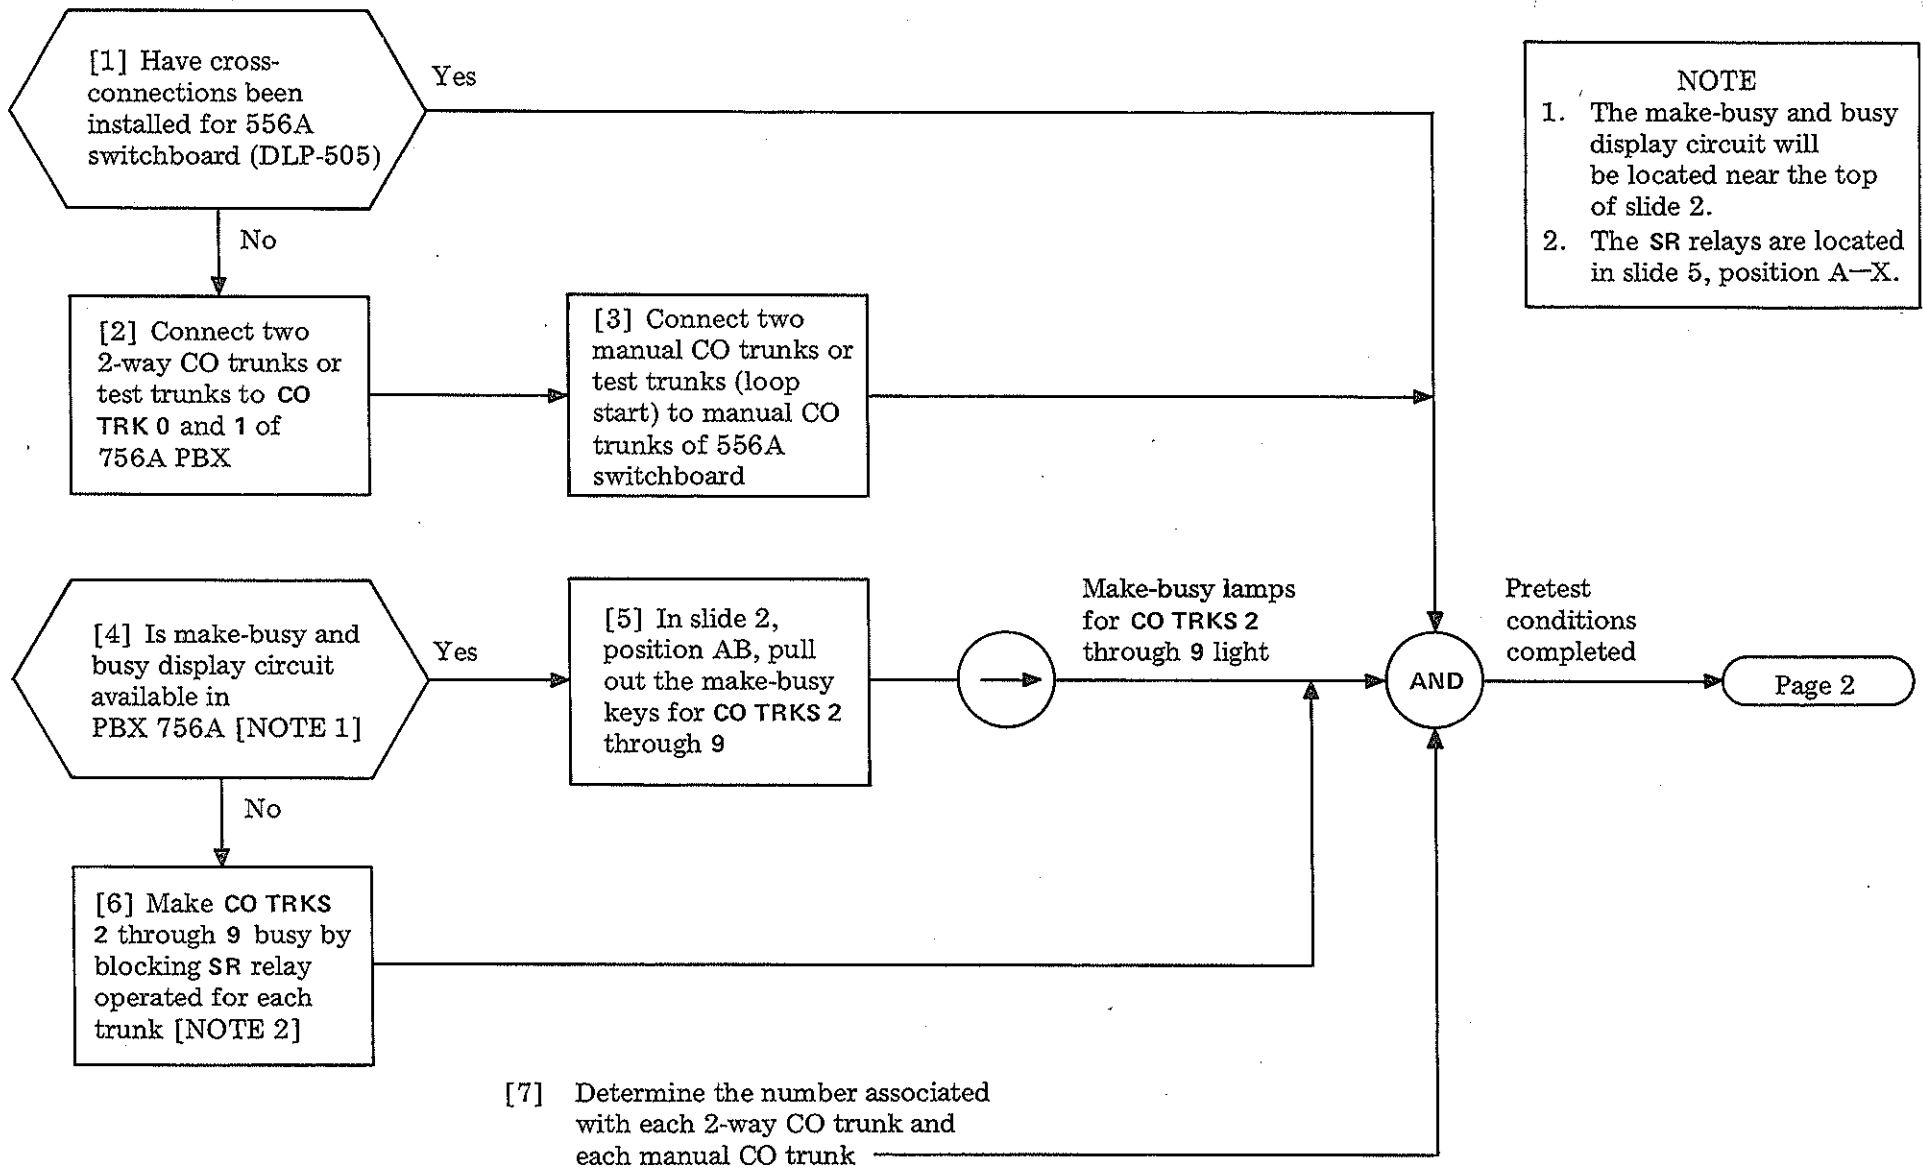 [1] Have cross-
connections been
installed for 556A
switchboard (DLP-505)
Yes
No
NOTE
1. The make-busy and busy
display circuit will
be located near the top
of slide 2.
2. The SR relays are located
in slide 5, position A—X.
[2] Connect two
2-way CO trunks or
test trunks to CO
TRK 0 and 1 of
756A PBX
[3] Connect two
manual CO trunks or
test trunks (loop
start) to manual CO
trunks of 556A
switchboard
[4] Is make-busy and
busy display circuit
available in
PBX 756A [NOTE 1]
Yes
No
[5] In slide 2,
position AB, pull
out the make-busy
keys for CO TRKS 2
through 9
Make-busy lamps
for CO TRKS 2
through 9 light
AND
Pretest
conditions
completed
Page 2
[6] Make CO TRKS
2 through 9 busy by
blocking SR relay
operated for each
trunk [NOTE 2]
[7] Determine the number associated
with each 2-way CO trunk and
each manual CO trunk